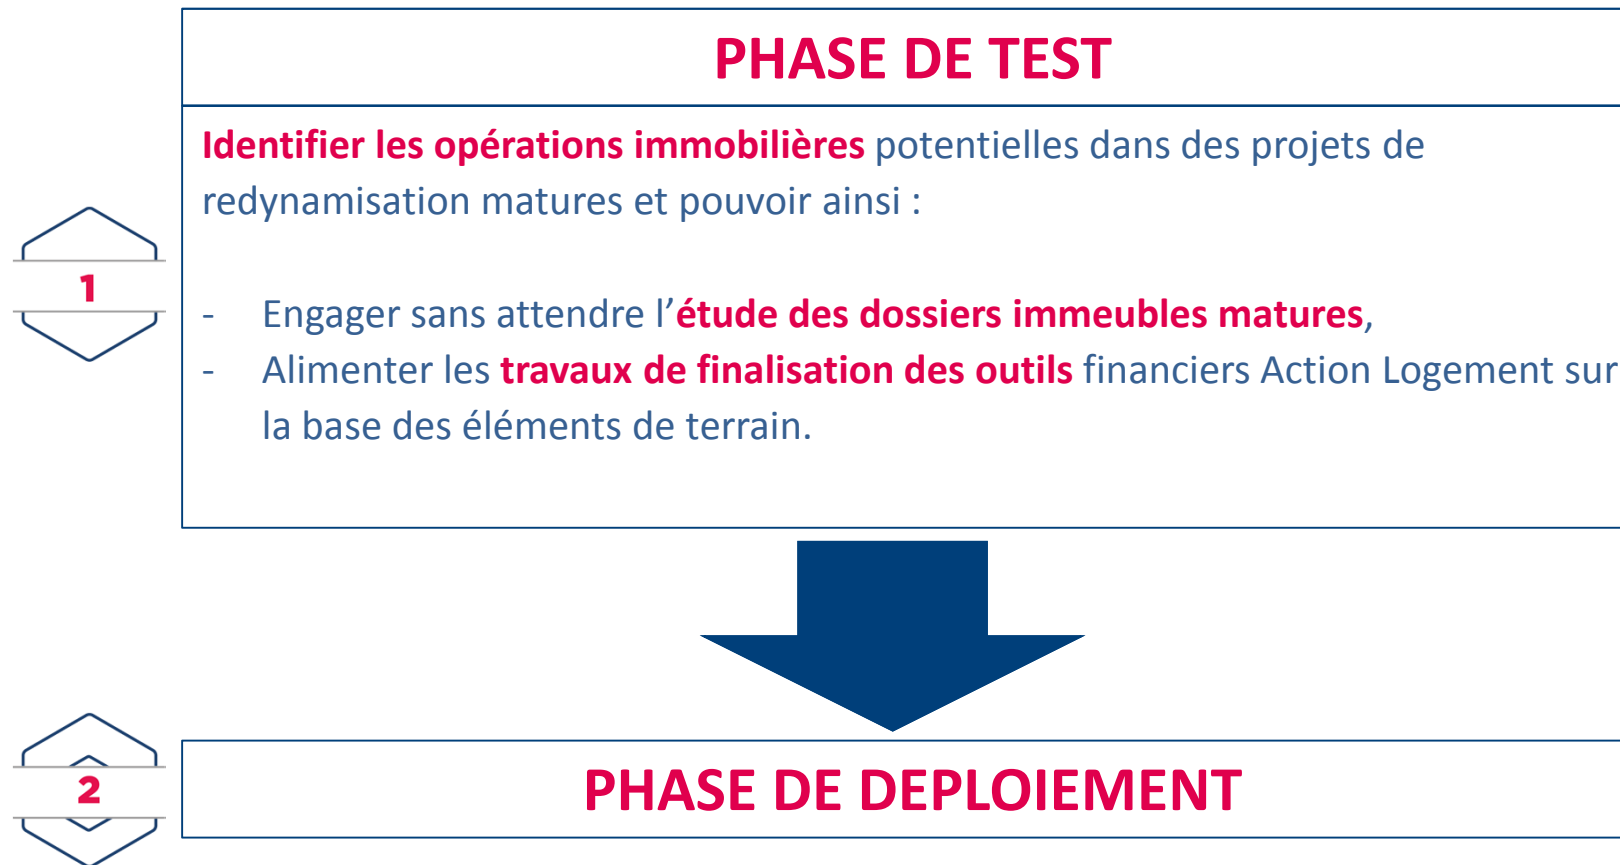 PHASE DE TEST
Identifier les opérations immobilières potentielles dans des projets de
redynamisation matures et pouvoir ainsi :
1
- Engager sans attendre l’étude des dossiers immeubles matures,
- Alimenter les travaux de finalisation des outils financiers Action Logement sur
la base des éléments de terrain.
2
PHASE DE DEPLOIEMENT